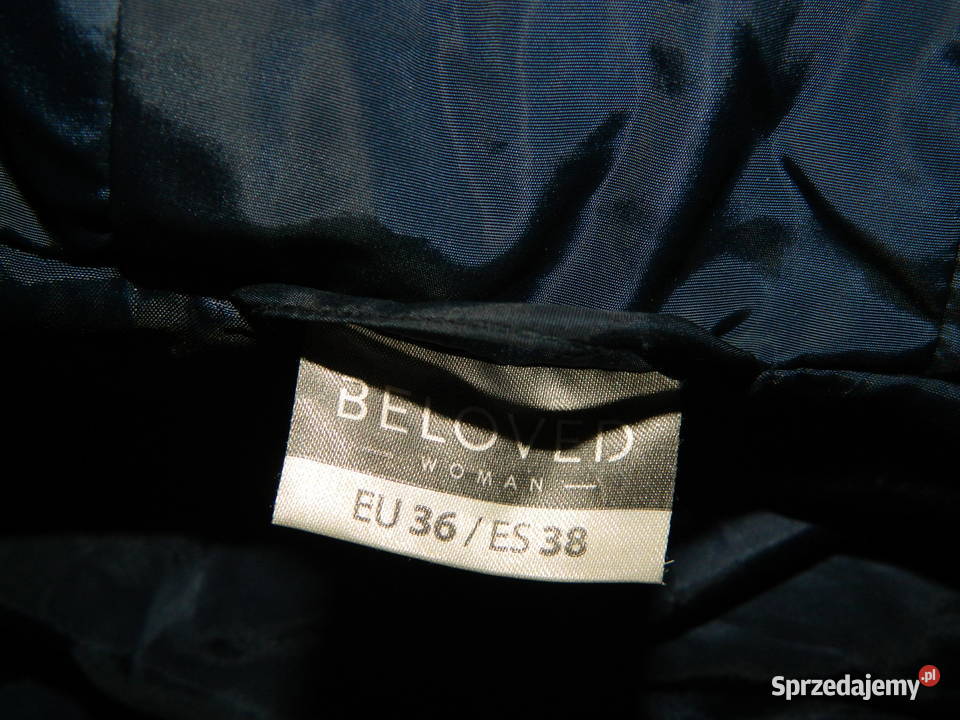 BELOVED
— WOMAN —
EU 36 / ES 38
Sprzedajemy.pl